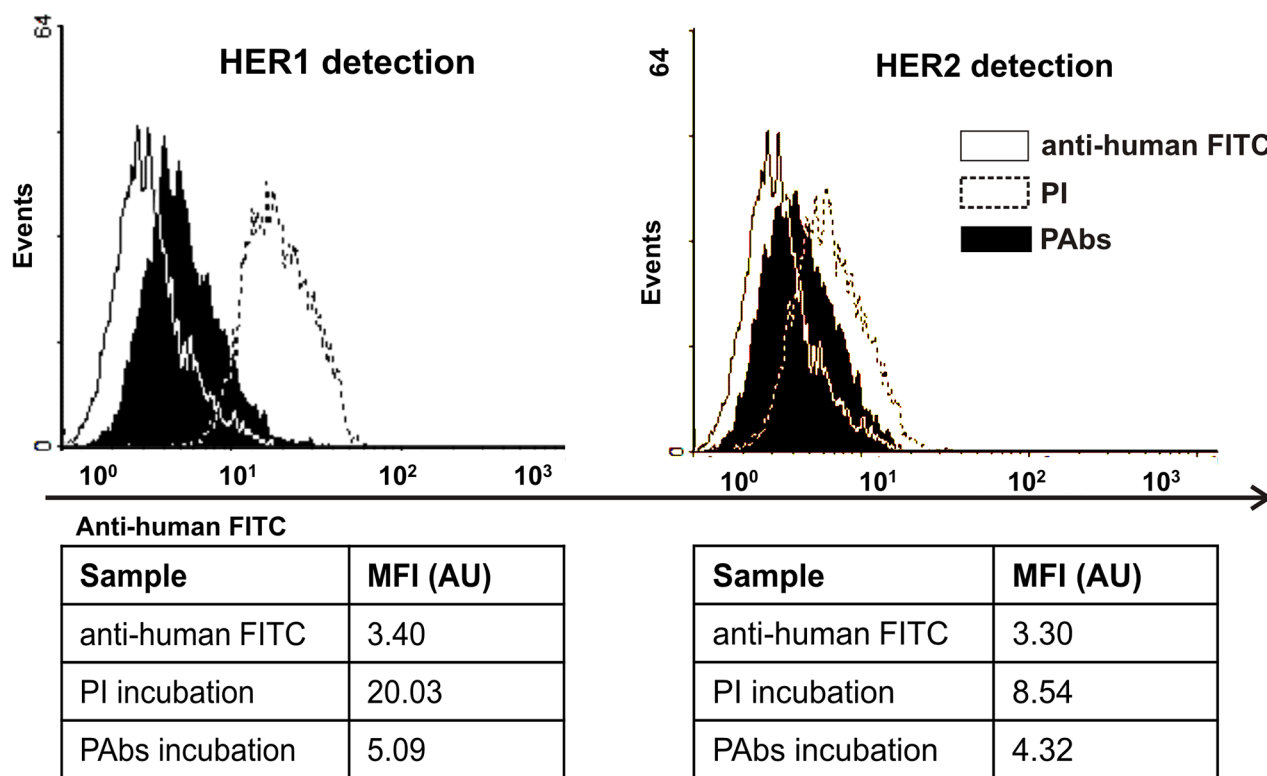 64
HER1 detection
Events
0
10⁰ 10¹ 10² 10³
64
HER2 detection
anti-human FITC
PI
PAbs
Events
0
10⁰ 10¹ 10² 10³
Anti-human FITC
Sample MFI (AU)
anti-human FITC 3.40
PI incubation 20.03
PAbs incubation 5.09
Sample MFI (AU)
anti-human FITC 3.30
PI incubation 8.54
PAbs incubation 4.32